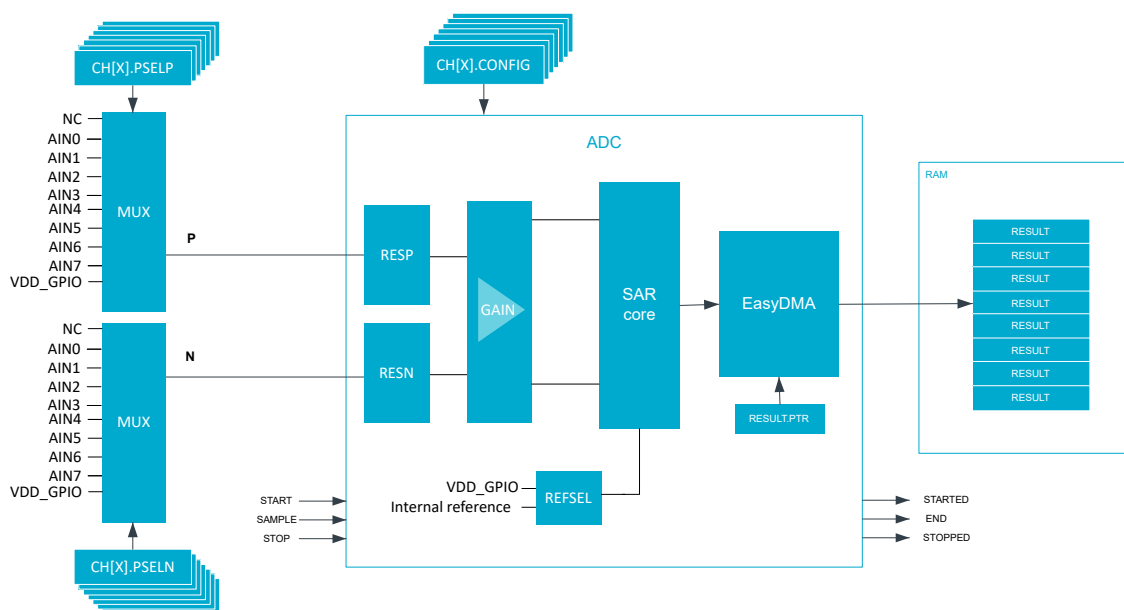 CH[X].PSELP
CH[X].CONFIG
NC
AIN0
AIN1
AIN2
AIN3
AIN4
AIN5
AIN6
AIN7
VDD_GPIO
MUX
P
NC
AIN0
AIN1
AIN2
AIN3
AIN4
AIN5
AIN6
AIN7
VDD_GPIO
MUX
N
CH[X].PSELN
ADC
RESP
RESN
GAIN
SAR
core
EasyDMA
RESULT.PTR
VDD_GPIO
Internal reference
REFSEL
START
SAMPLE
STOP
STARTED
END
STOPPED
RAM
RESULT
RESULT
RESULT
RESULT
RESULT
RESULT
RESULT
RESULT